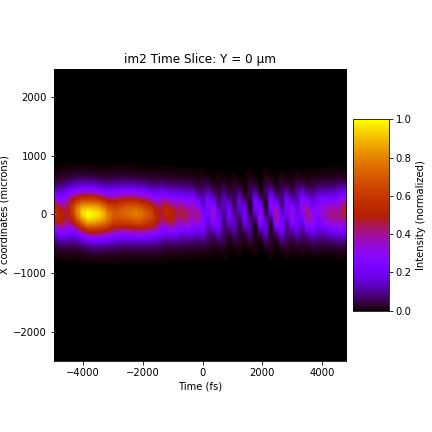 im2 Time Slice: Y = 0 μm
2000
1000
0
−1000
−2000
X coordinates (microns)
−4000 −2000 0 2000 4000
Time (fs)
1.0
0.8
0.6
0.4
0.2
0.0
Intensity (normalized)